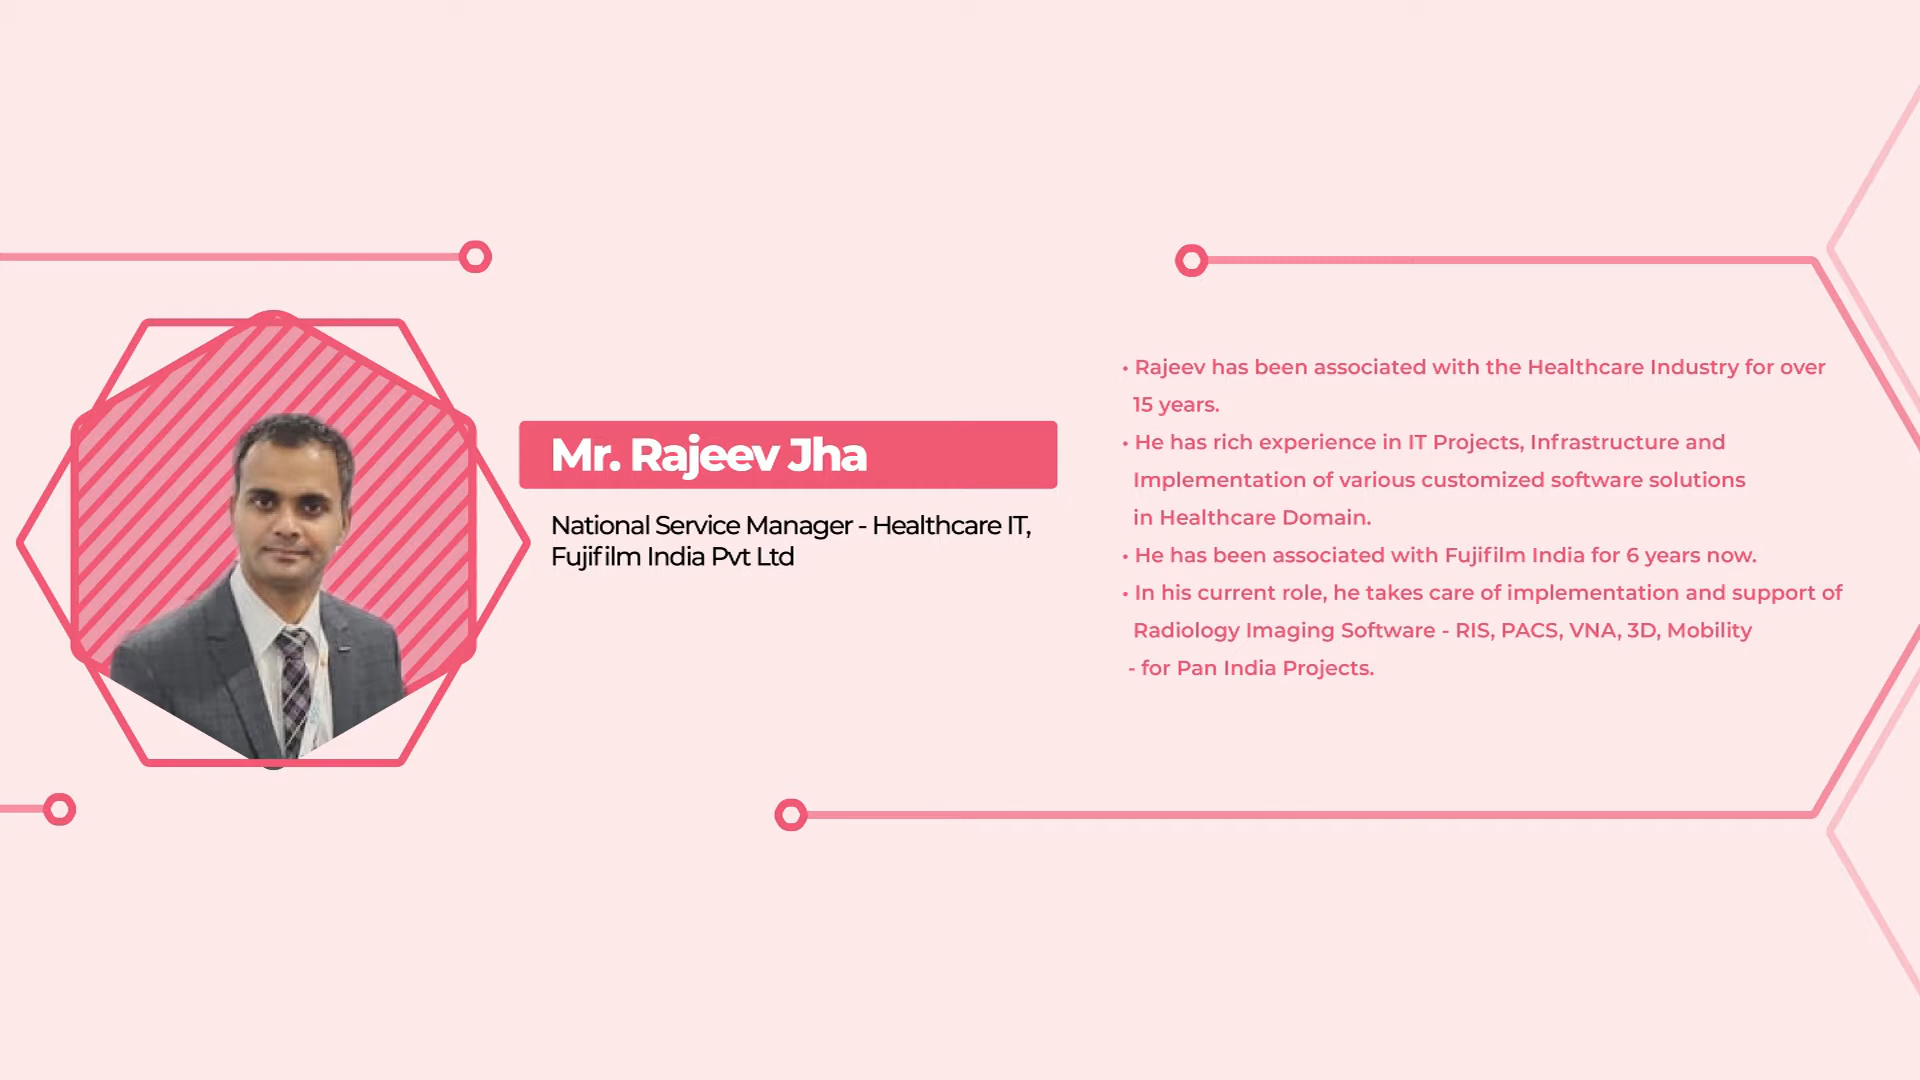 Mr. Rajeev Jha
National Service Manager - Healthcare IT,
Fujifilm India Pvt Ltd
• Rajeev has been associated with the Healthcare Industry for over
15 years.
• He has rich experience in IT Projects, Infrastructure and
Implementation of various customized software solutions
in Healthcare Domain.
• He has been associated with Fujifilm India for 6 years now.
• In his current role, he takes care of implementation and support of
Radiology Imaging Software - RIS, PACS, VNA, 3D, Mobility
- for Pan India Projects.